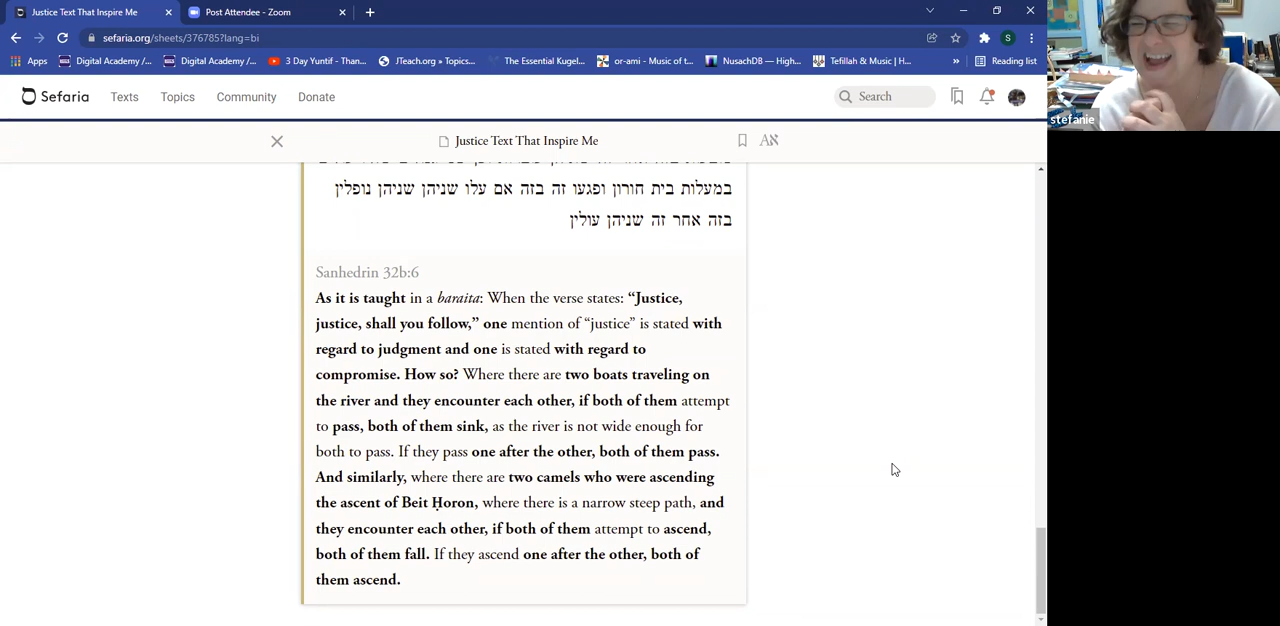 Justice Text That Inspire Me
Post Attendee - Zoom
sefaria.org/sheets/376785?lang=bi
S
Apps
Digital Academy /...
Digital Academy /...
3 Day Yuntif - Than...
JTeach.org » Topics...
The Essential Kugel...
or-ami - Music of t...
NusachDB — High...
Tefillah & Music | H...
»
Reading list
Sefaria
Texts
Topics
Community
Donate
Search
stefanie
Justice Text That Inspire Me
Aא
במעלות בית חורון ופגעו זה בזה אם עלו שניהן שניהן נופלין
בזה אחר זה שניהן עולין
Sanhedrin 32b:6
As it is taught in a baraita: When the verse states: “Justice,
justice, shall you follow,” one mention of “justice” is stated with
regard to judgment and one is stated with regard to
compromise. How so? Where there are two boats traveling on
the river and they encounter each other, if both of them attempt
to pass, both of them sink, as the river is not wide enough for
both to pass. If they pass one after the other, both of them pass.
And similarly, where there are two camels who were ascending
the ascent of Beit Ḥoron, where there is a narrow steep path, and
they encounter each other, if both of them attempt to ascend,
both of them fall. If they ascend one after the other, both of
them ascend.